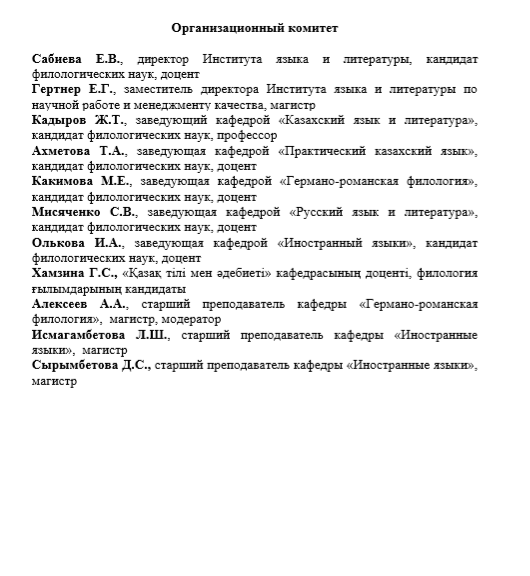 Организационный комитет
Сабиева Е.В., директор Института языка и литературы, кандидат
филологических наук, доцент
Гертнер Е.Г., заместитель директора Института языка и литературы по
научной работе и менеджменту качества, магистр
Кадыров Ж.Т., заведующий кафедрой «Казахский язык и литература»,
кандидат филологических наук, профессор
Ахметова Т.А., заведующая кафедрой «Практический казахский язык»,
кандидат филологических наук, доцент
Какимова М.Е., заведующая кафедрой «Германо-романская филология»,
кандидат филологических наук, доцент
Мисяченко С.В., заведующая кафедрой «Русский язык и литература»,
кандидат филологических наук, доцент
Олькова И.А., заведующая кафедрой «Иностранный языки», кандидат
филологических наук, доцент
Хамзина Г.С., «Қазақ тілі мен әдебиеті» кафедрасының доценті, филология
ғылымдарының кандидаты
Алексеев А.А., старший преподаватель кафедры «Германо-романская
филология», магистр, модератор
Исмагамбетова Л.Ш., старший преподаватель кафедры «Иностранные
языки», магистр
Сырымбетова Д.С., старший преподаватель кафедры «Иностранные языки»,
магистр